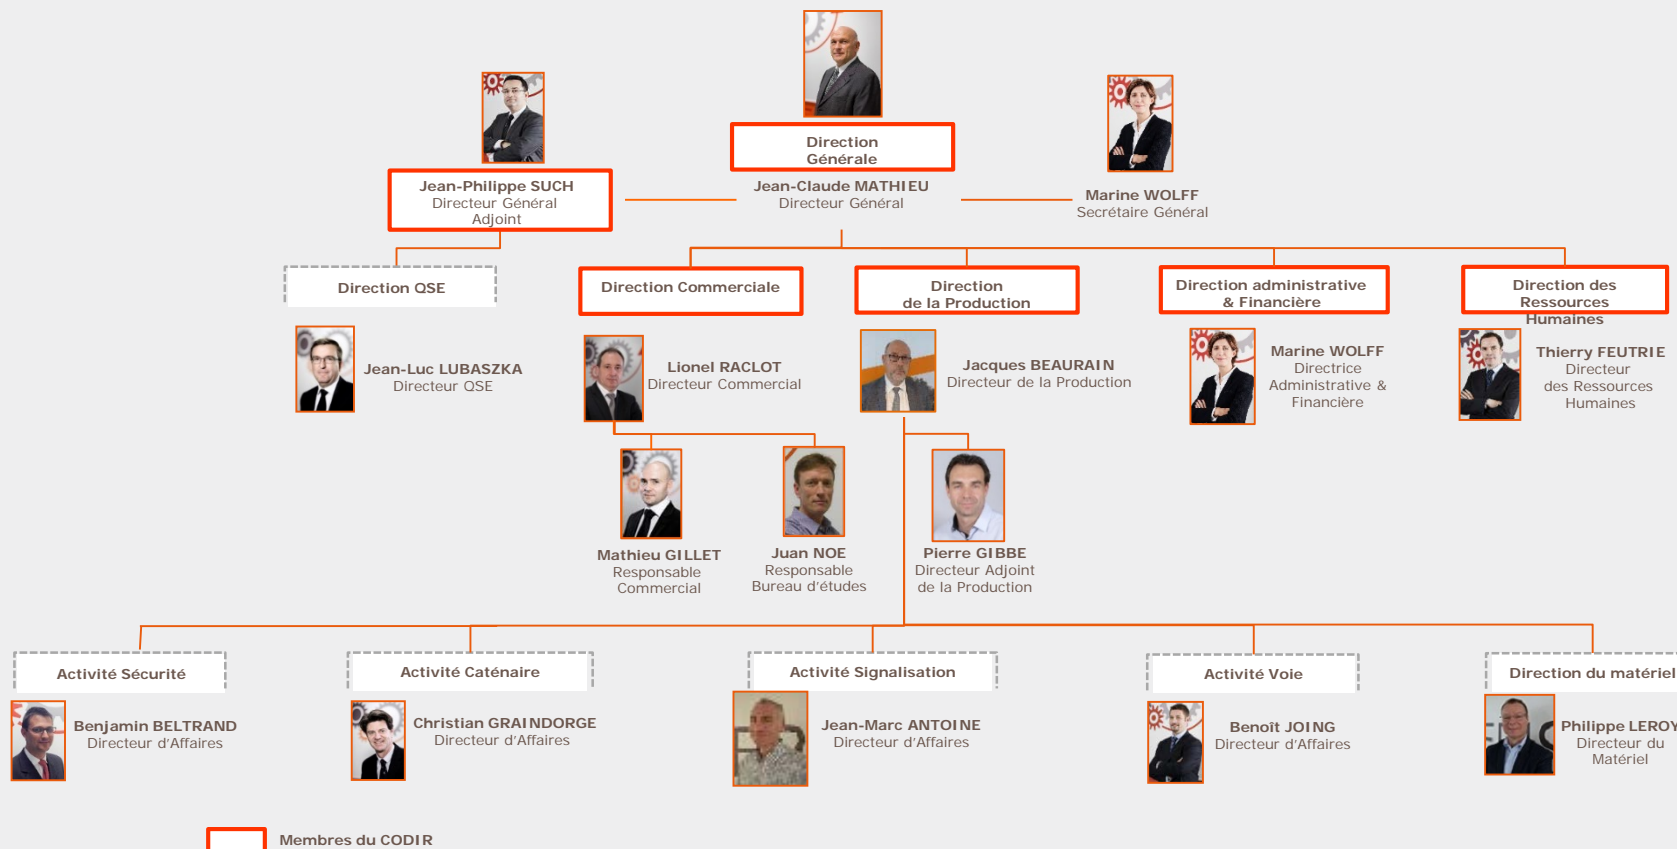 Direction
Générale
Jean-Philippe SUCH
Directeur Général
Adjoint
Jean-Claude MATHIEU
Directeur Général
Marine WOLFF
Secrétaire Général
Direction QSE
Direction Commerciale
Direction
de la Production
Direction administrative
& Financière
Direction des
Ressources
Humaines
Jean-Luc LUBASZKA
Directeur QSE
Lionel RACLOT
Directeur Commercial
Jacques BEAURAIN
Directeur de la Production
Marine WOLFF
Directrice
Administrative &
Financière
Thierry FEUTRIE
Directeur
des Ressources
Humaines
Mathieu GILLET
Responsable
Commercial
Juan NOE
Responsable
Bureau d'études
Pierre GIBBE
Directeur Adjoint
de la Production
Activité Sécurité
Activité Caténaire
Activité Signalisation
Activité Voie
Direction du matériel
Benjamin BELTRAND
Directeur d'Affaires
Christian GRAINDORGE
Directeur d'Affaires
Jean-Marc ANTOINE
Directeur d'Affaires
Benoît JOING
Directeur d'Affaires
Philippe LEROY
Directeur du
Matériel
Membres du CODIR